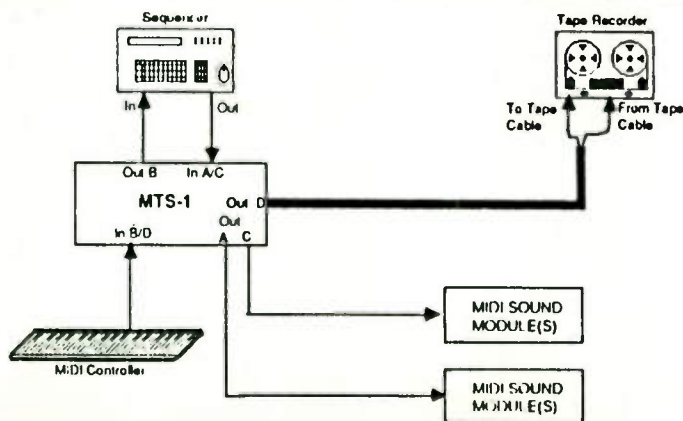 Sequencer
Tape Recorder
In
Out
To Tape
Cable
From Tape
Cable
Out B
In A/C
MTS-1
Out D
Out
In B/D
A
C
MIDI SOUND
MODULE(S)
MIDI Controller
MIDI SOUND
MODULE(S)